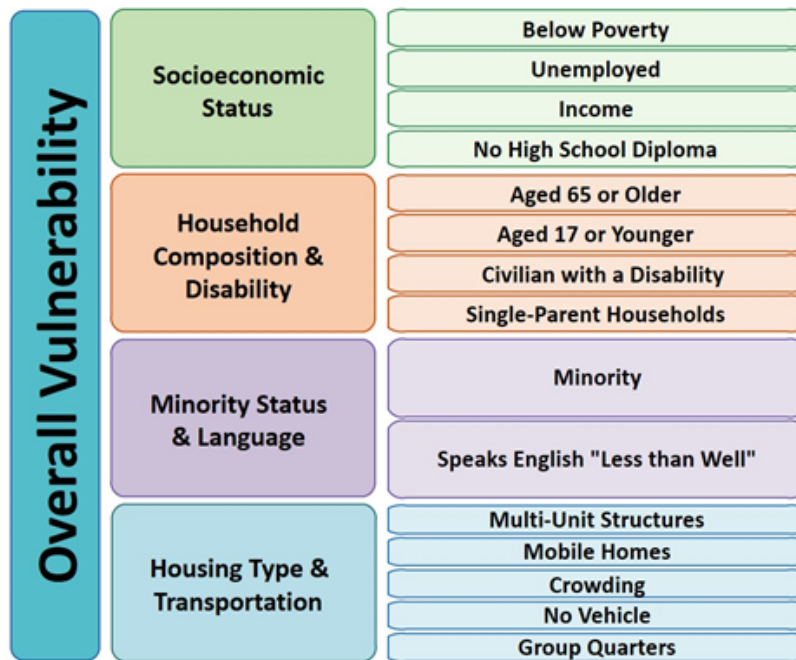 Overall Vulnerability
Socioeconomic
Status
Below Poverty
Unemployed
Income
No High School Diploma
Household
Composition &
Disability
Aged 65 or Older
Aged 17 or Younger
Civilian with a Disability
Single-Parent Households
Minority Status
& Language
Minority
Speaks English "Less than Well"
Housing Type &
Transportation
Multi-Unit Structures
Mobile Homes
Crowding
No Vehicle
Group Quarters